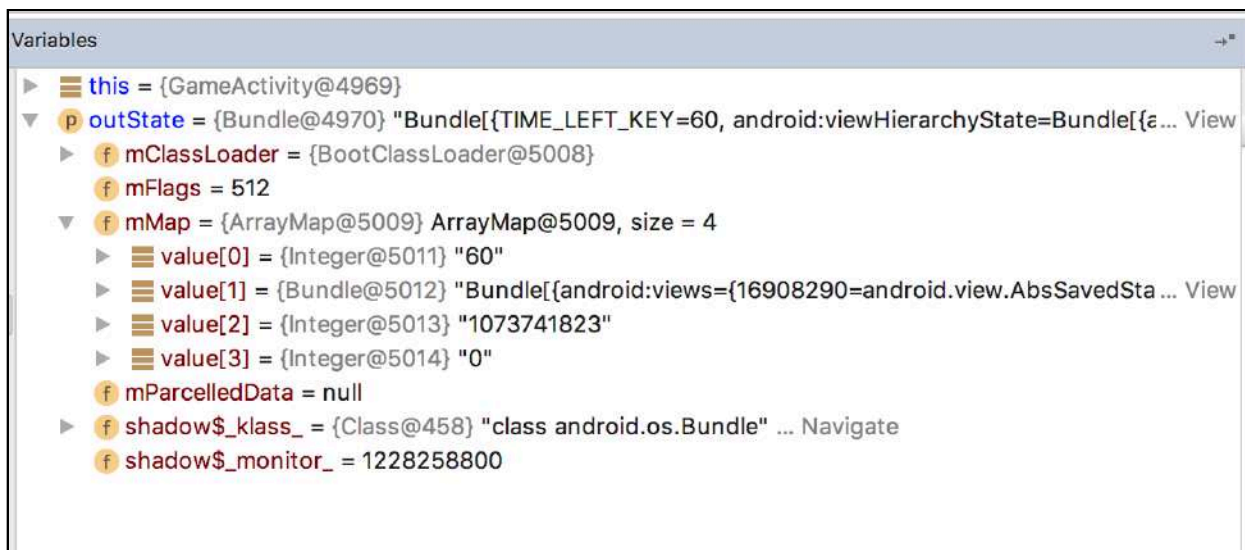 Variables
this = {GameActivity@4969}
p outState = {Bundle@4970} "Bundle[{TIME_LEFT_KEY=60, android:viewHierarchyState=Bundle[{a... View
f mClassLoader = {BootClassLoader@5008}
f mFlags = 512
f mMap = {ArrayMap@5009} ArrayMap@5009, size = 4
value[0] = {Integer@5011} "60"
value[1] = {Bundle@5012} "Bundle[{android:views={16908290=android.view.AbsSavedSta... View
value[2] = {Integer@5013} "1073741823"
value[3] = {Integer@5014} "0"
f mParcelledData = null
f shadow$_klass_ = {Class@458} "class android.os.Bundle" ... Navigate
f shadow$_monitor_ = 1228258800